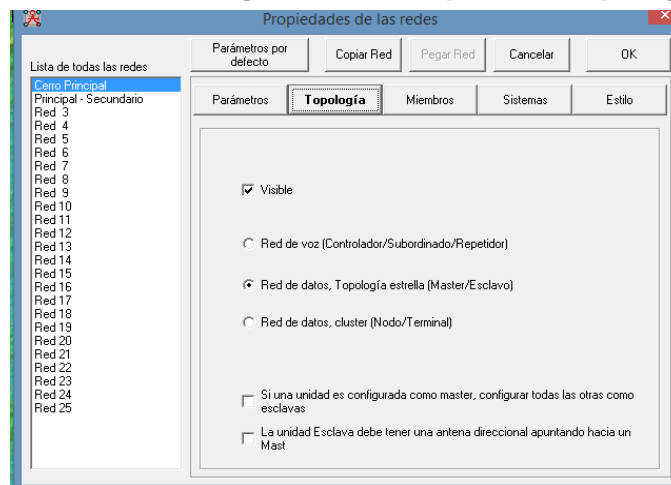 Propiedades de las redes
Lista de todas las redes
Parámetros por defecto
Copiar Red
Pegar Red
Cancelar
OK
Cerro Principal
Principal - Secundario
Red 3
Red 4
Red 5
Red 6
Red 7
Red 8
Red 9
Red 10
Red 11
Red 12
Red 13
Red 14
Red 15
Red 16
Red 17
Red 18
Red 19
Red 20
Red 21
Red 22
Red 23
Red 24
Red 25
Parámetros
Topología
Miembros
Sistemas
Estilo
Visible
Red de voz (Controlador/Subordinado/Repetidor)
Red de datos, Topología estrella (Master/Esclavo)
Red de datos, cluster (Nodo/Terminal)
Si una unidad es configurada como master, configurar todas las otras como
esclavas
La unidad Esclava debe tener una antena direccional apuntando hacia un
Mast